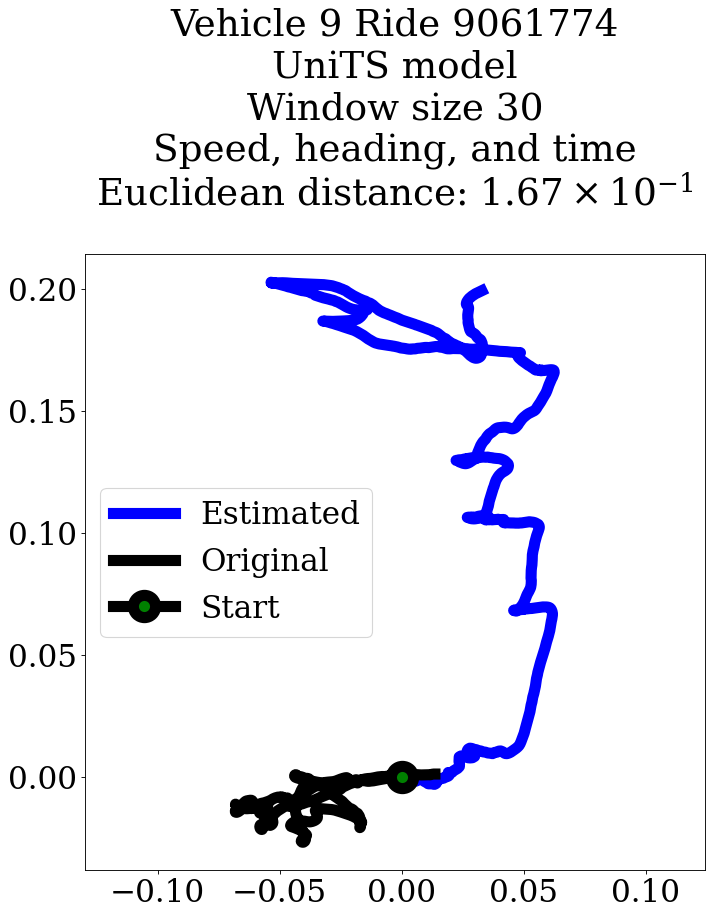 Vehicle 9 Ride 9061774
UniTS model
Window size 30
Speed, heading, and time
Euclidean distance: 1.67 × 10⁻¹
0.20
0.15
0.10
0.05
0.00
Estimated
Original
Start
−0.10 −0.05 0.00 0.05 0.10